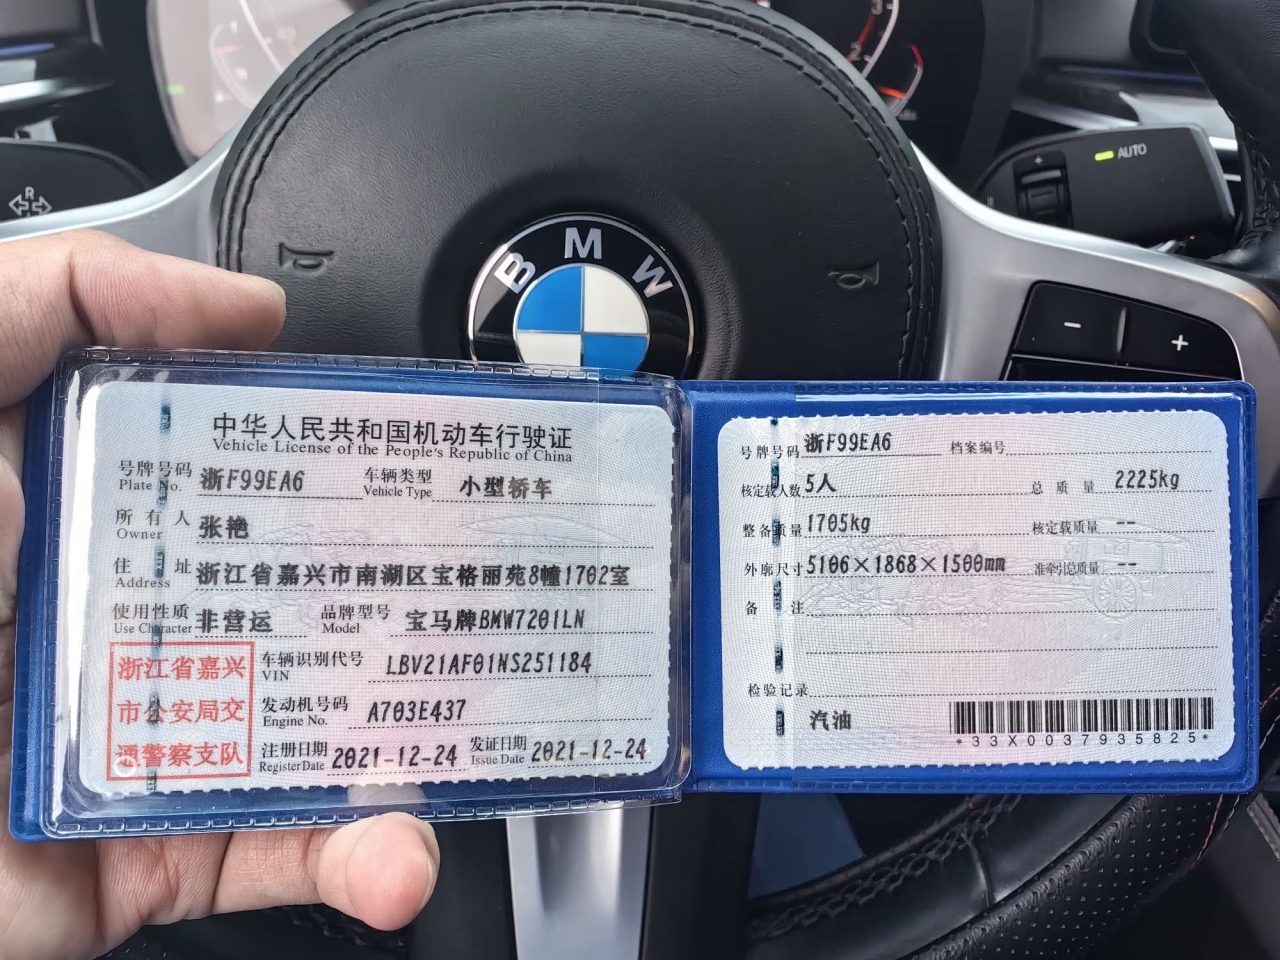 BMW
R
AUTO
中华人民共和国机动车行驶证
Vehicle License of the People's Republic of China
号牌号码 浙F99EA6 车辆类型 小型轿车
Plate No. Vehicle Type
所有人 张艳
Owner
住址 浙江省嘉兴市南湖区宝格丽苑8幢1702室
Address
使用性质 非营运 品牌型号 宝马牌BMW7201LN
Use Character Model
浙江省嘉兴
市公安局交
通警察支队
车辆识别代号 LBV21AF01NS251184
VIN
发动机号码 A703E437
Engine No.
注册日期 2021-12-24 发证日期 2021-12-24
Register Date Issue Date
号牌号码 浙F99EA6 档案编号
核定载人数 5人 总质量 2225kg
整备质量 1705kg 核定载质量 --
外廓尺寸 5106×1868×1500mm 准牵引总质量 --
备注
检验记录
汽油
*33X0037935825*